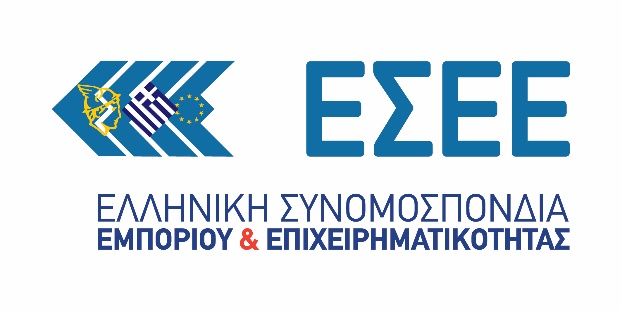 ΕΣΕΕ
ΕΛΛΗΝΙΚΗ ΣΥΝΟΜΟΣΠΟΝΔΙΑ
ΕΜΠΟΡΙΟΥ & ΕΠΙΧΕΙΡΗΜΑΤΙΚΟΤΗΤΑΣ